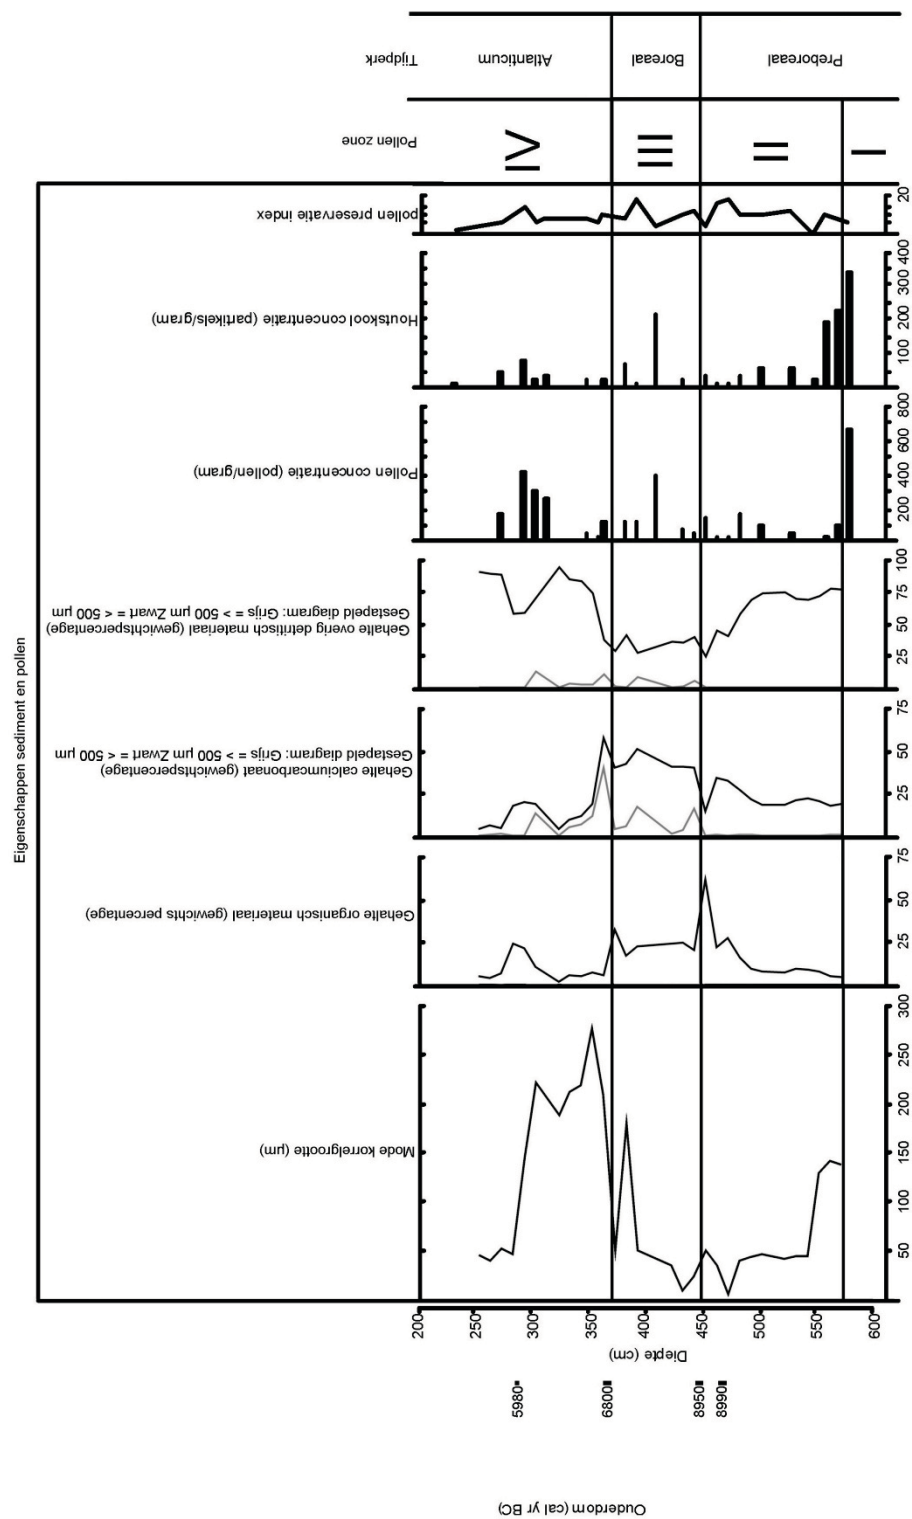 Eigenschappen sediment en pollen
Ouderdom (cal yr BC)
Diepte (cm)
Mode korrelgrootte (µm)
Gehalte organisch materiaal (gewichts percentage)
Gehalte calciumcarbonaat (gewichtspercentage)
Gestapeld diagram: Grijs = > 500 µm Zwart = < 500 µm
Gehalte overig detritisch materiaal (gewichtspercentage)
Gestapeld diagram: Grijs = > 500 µm Zwart = < 500 µm
Pollen concentratie (pollen/gram)
Houtskool concentratie (partikels/gram)
pollen preservatie index
Pollen zone
Tijdperk
5980
6800
8950
8990
200
250
300
350
400
450
500
550
600
IV
III
II
I
Atlanticum
Boreaal
Preboreaal
50
100
150
200
250
300
25
50
75
25
50
75
25
50
75
100
200
400
600
800
100
200
300
400
20